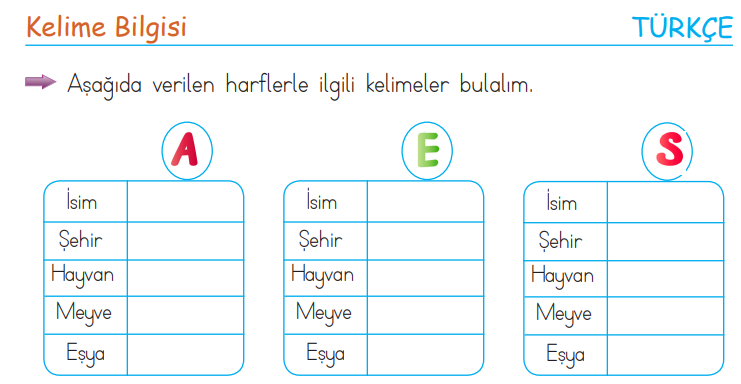 Kelime Bilgisi TÜRKÇE
Aşağıda verilen harflerle ilgili kelimeler bulalım.
A E S
İsim İsim İsim
Şehir Şehir Şehir
Hayvan Hayvan Hayvan
Meyve Meyve Meyve
Eşya Eşya Eşya